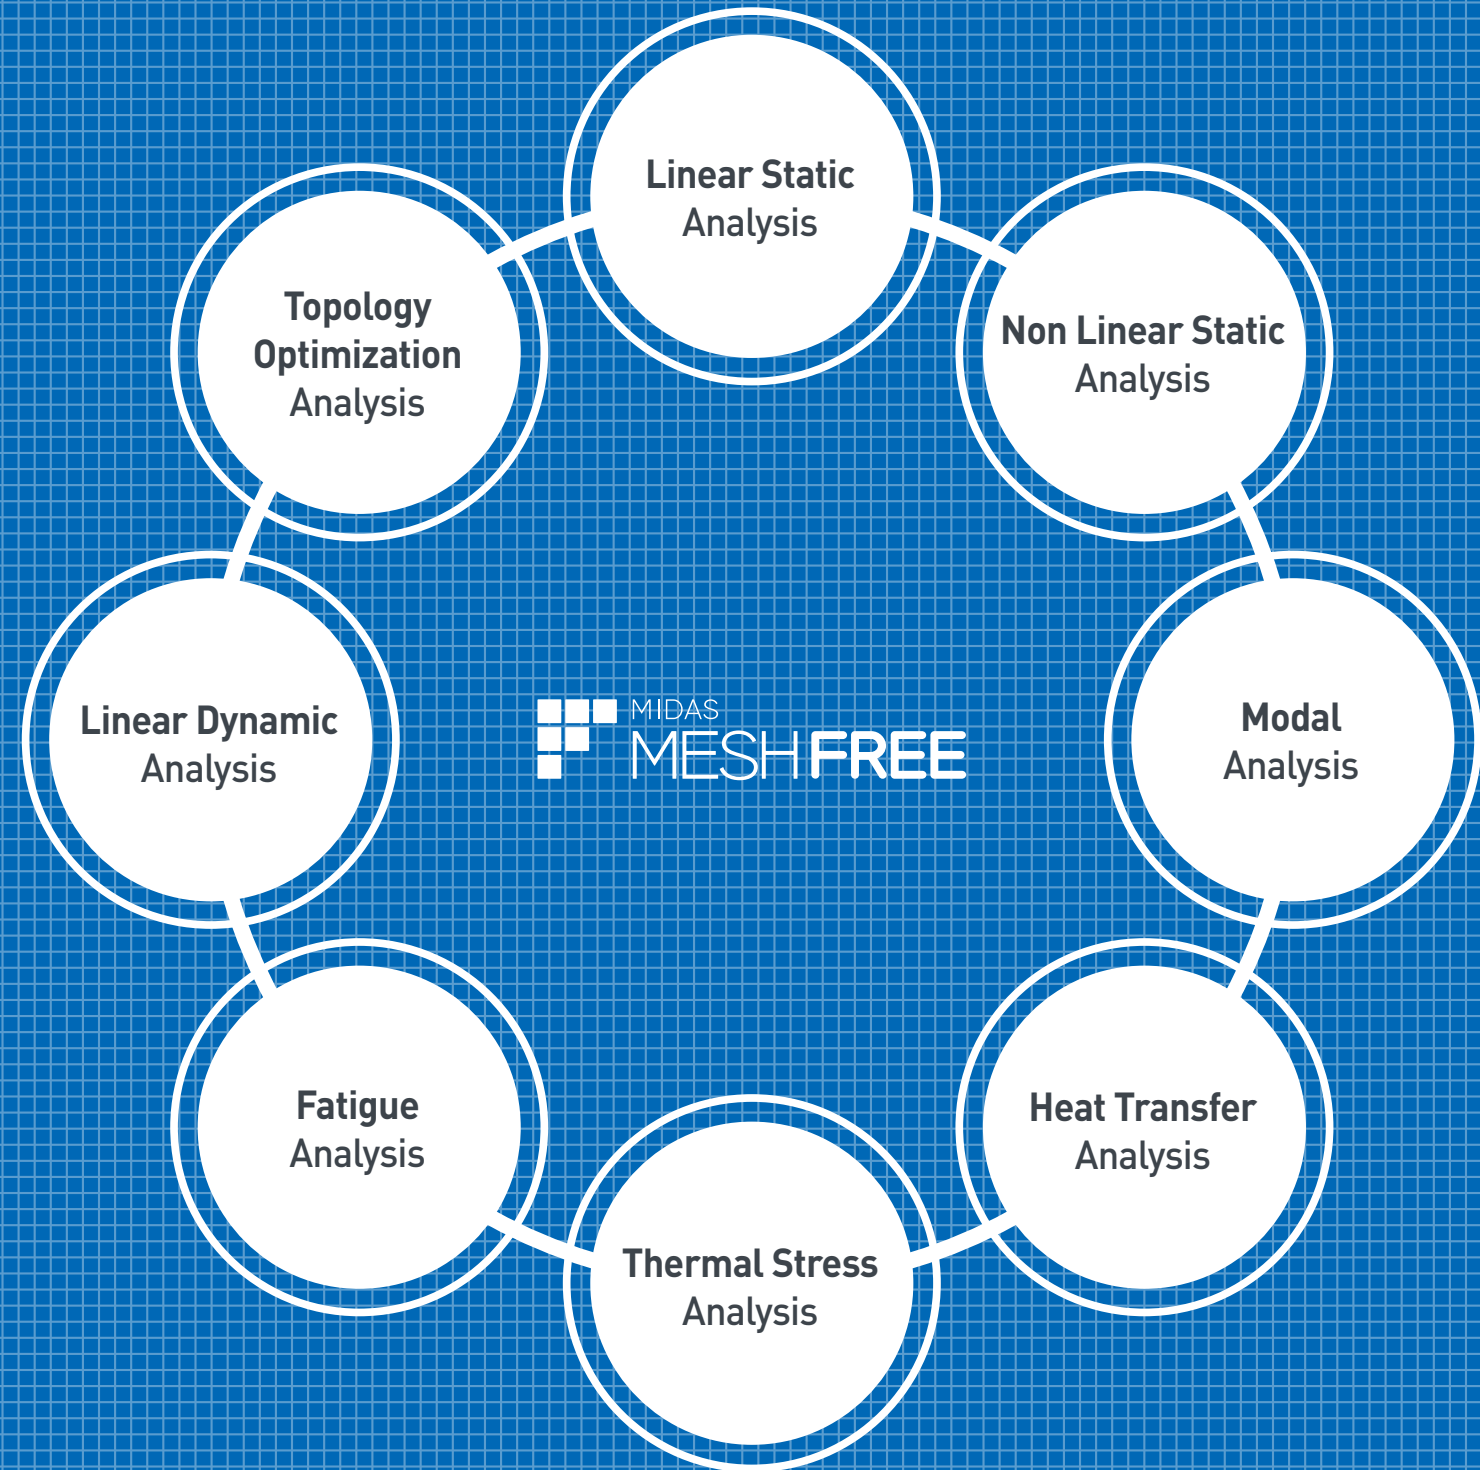 Linear Static
Analysis
Non Linear Static
Analysis
Modal
Analysis
Heat Transfer
Analysis
Thermal Stress
Analysis
Fatigue
Analysis
Linear Dynamic
Analysis
Topology
Optimization
Analysis
MIDAS
MESHFREE